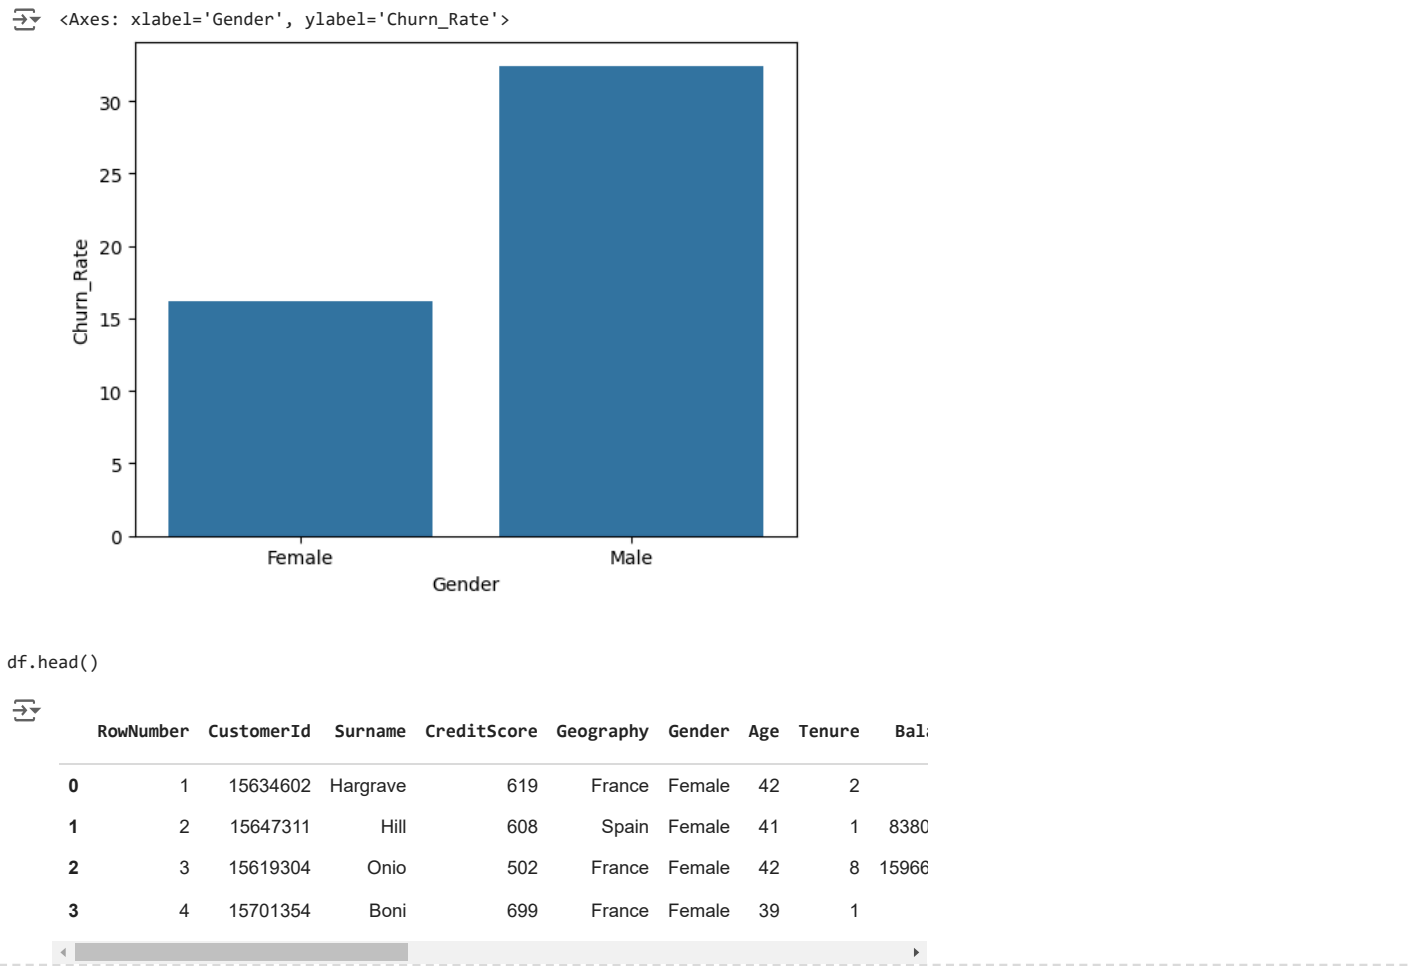 <Axes: xlabel='Gender', ylabel='Churn_Rate'>
30
25
20
15
10
5
0
Churn_Rate
Female Male
Gender
df.head()
RowNumber CustomerId Surname CreditScore Geography Gender Age Tenure
0 1 15634602 Hargrave 619 France Female 42 2
1 2 15647311 Hill 608 Spain Female 41 1 8380
2 3 15619304 Onio 502 France Female 42 8 15966
3 4 15701354 Boni 699 France Female 39 1